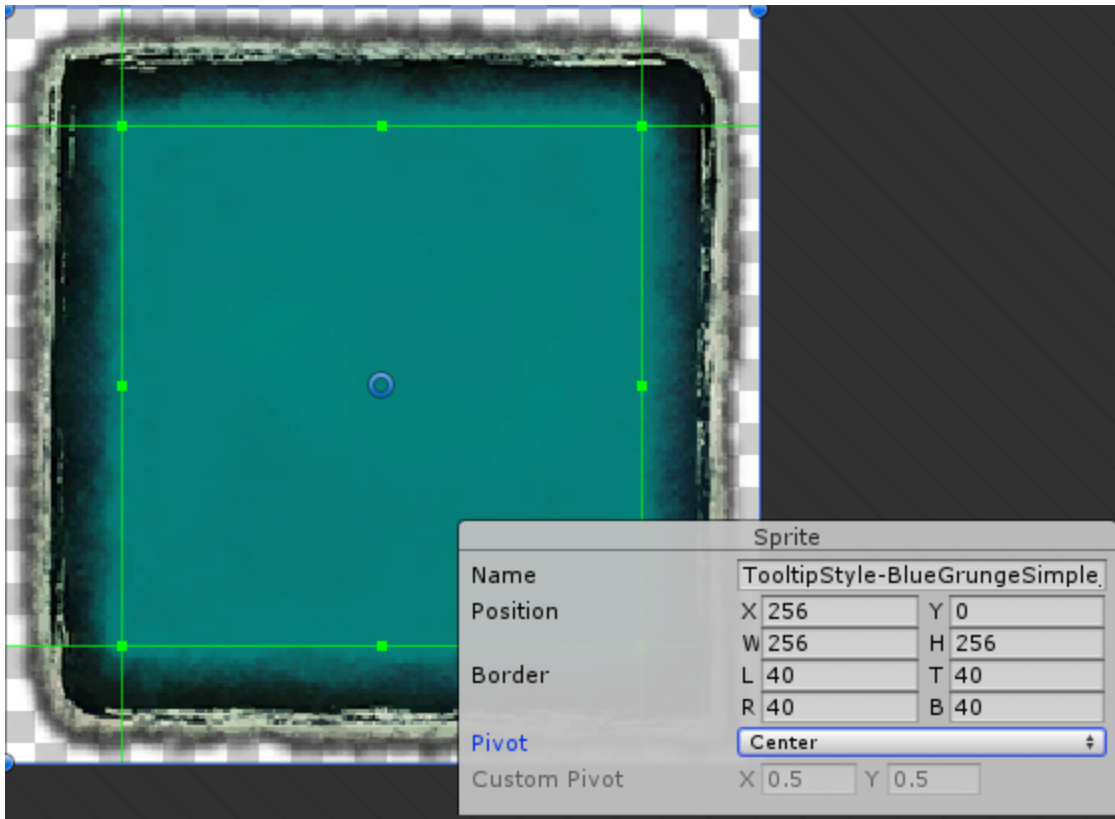 Sprite
Name TooltipStyle-BlueGrungeSimple_
Position X 256 Y 0
W 256 H 256
Border L 40 T 40
R 40 B 40
Pivot Center
Custom Pivot X 0.5 Y 0.5